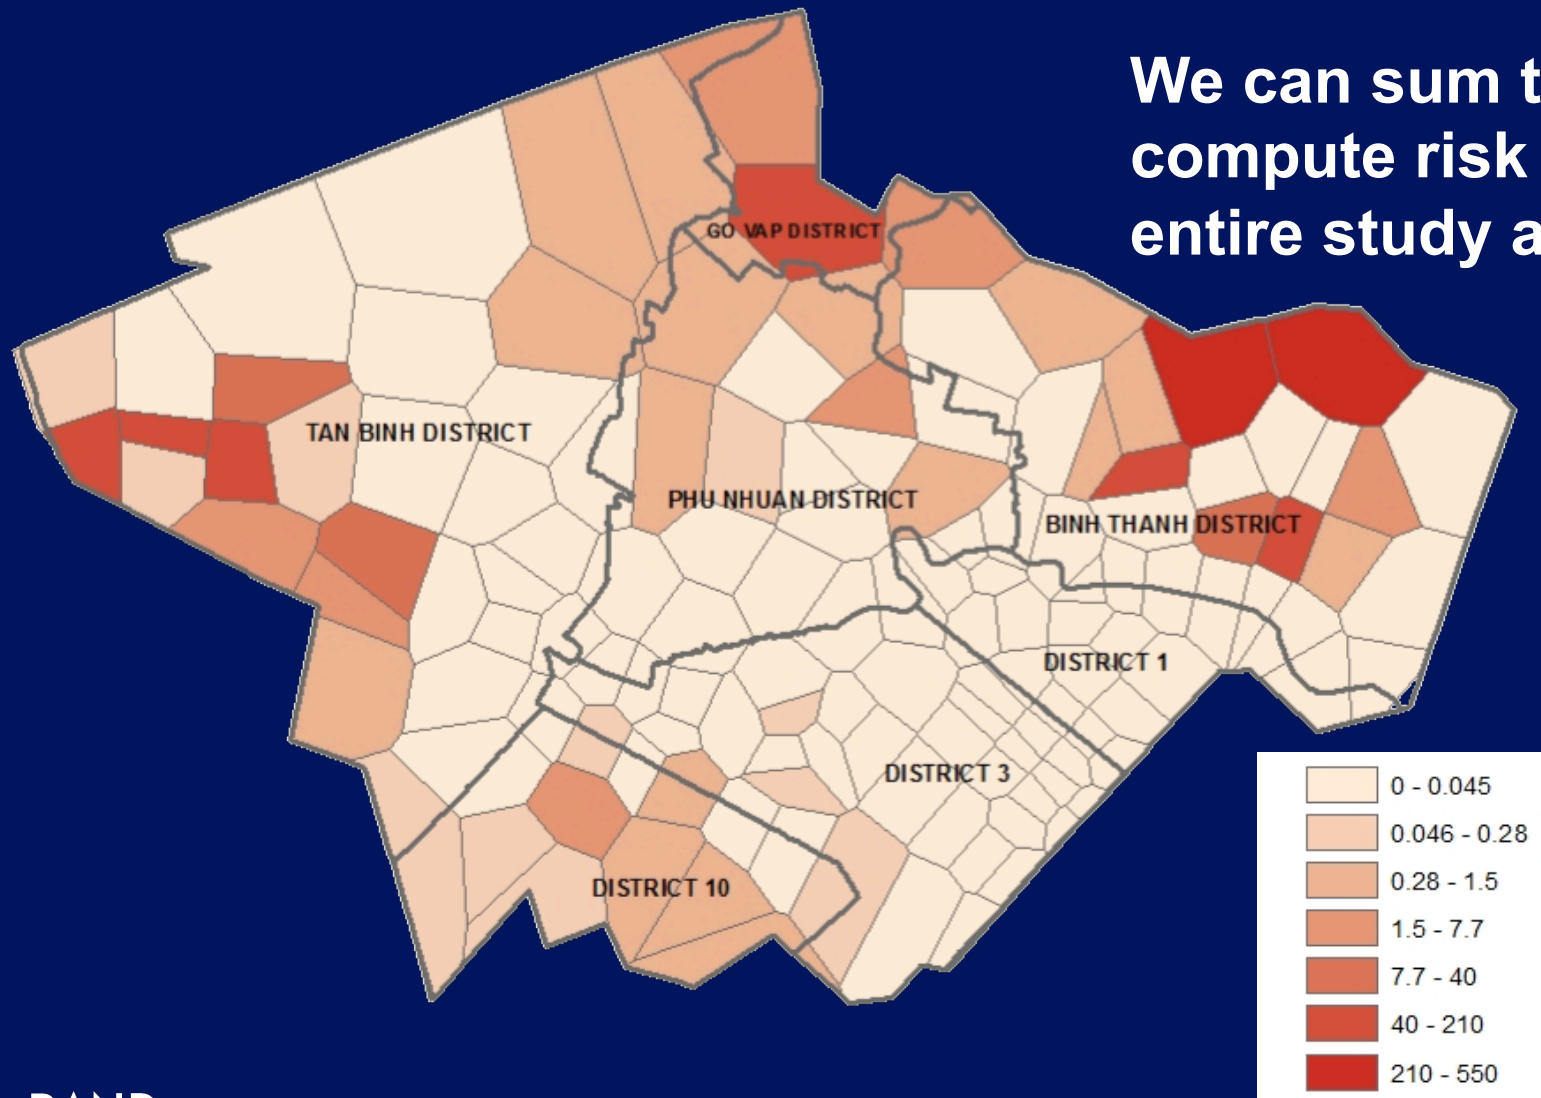 We can sum t
compute risk
entire study a
GO VAP DISTRICT
TAN BINH DISTRICT
PHU NHUAN DISTRICT
BINH THANH DISTRICT
DISTRICT 1
DISTRICT 3
DISTRICT 10
0 - 0.045
0.046 - 0.28
0.28 - 1.5
1.5 - 7.7
7.7 - 40
40 - 210
210 - 550